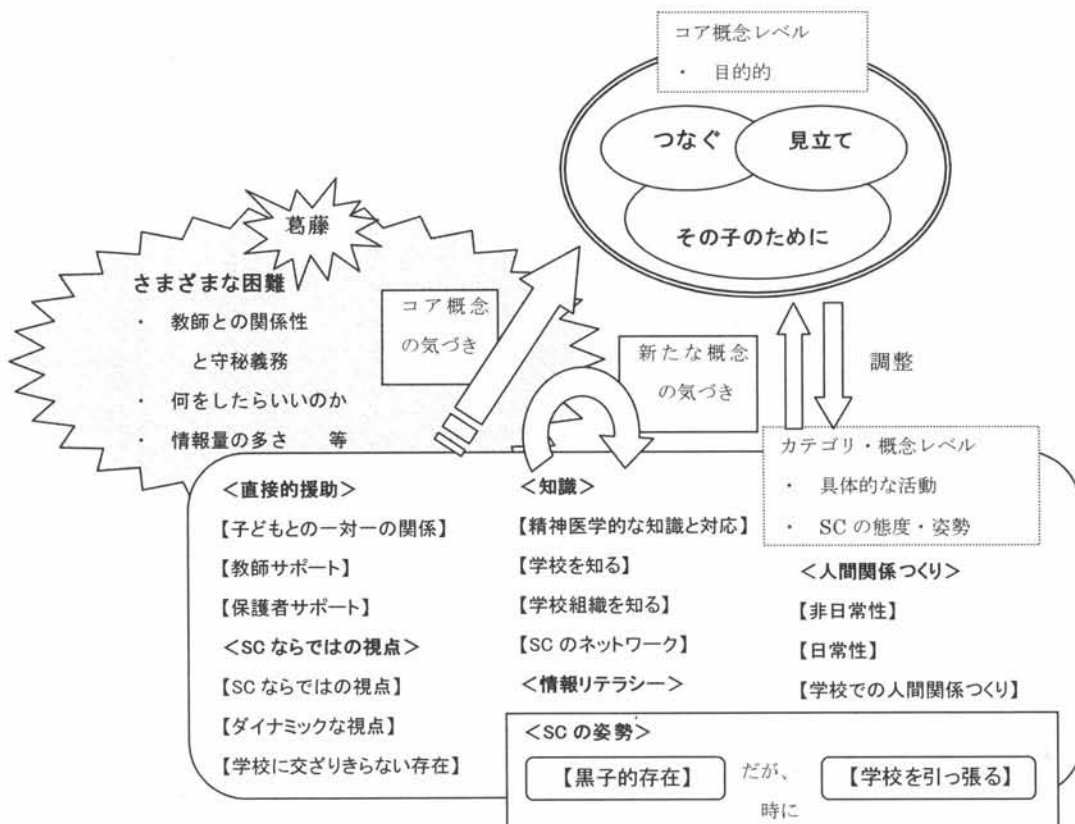 コア概念レベル
・ 目的的
つなぐ
見立て
その子のために
葛藤
さまざまな困難
・ 教師との関係性
と守秘義務
・ 何をしたらいいのか
・ 情報量の多さ 等
コア概念
の気づき
新たな概念
の気づき
調整
カテゴリ・概念レベル
・ 具体的な活動
・ SCの態度・姿勢
<直接的援助>
【子どもとの一対一の関係】
【教師サポート】
【保護者サポート】
<SCならではの視点>
【SCならではの視点】
【ダイナミックな視点】
【学校に交ざりきらない存在】
<知識>
【精神医学的な知識と対応】
【学校を知る】
【学校組織を知る】
【SCのネットワーク】
<情報リテラシー>
<人間関係つくり>
【非日常性】
【日常性】
【学校での人間関係つくり】
<SCの姿勢>
【黒子的存在】
だが、
時に
【学校を引っ張る】